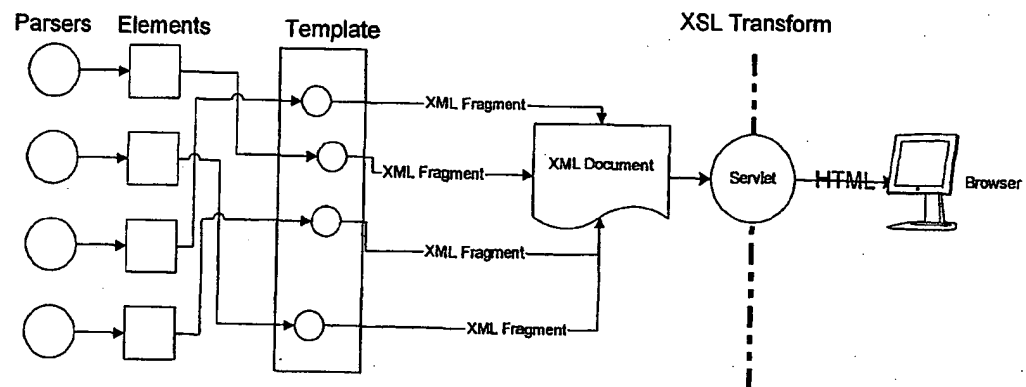 Parsers
Elements
Template
XSL Transform
XML Fragment
XML Document
XML Fragment
Servlet
HTML
Browser
XML Fragment
XML Fragment